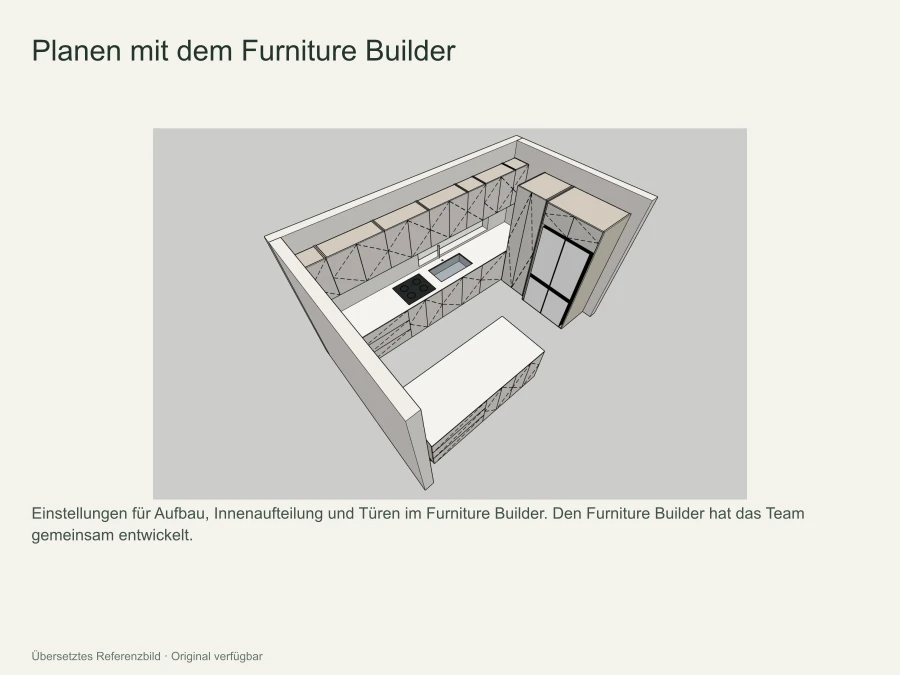 Planen mit dem Furniture Builder
Einstellungen für Aufbau, Innenaufteilung und Türen im Furniture Builder. Den Furniture Builder hat das Team
gemeinsam entwickelt.
Übersetztes Referenzbild · Original verfügbar